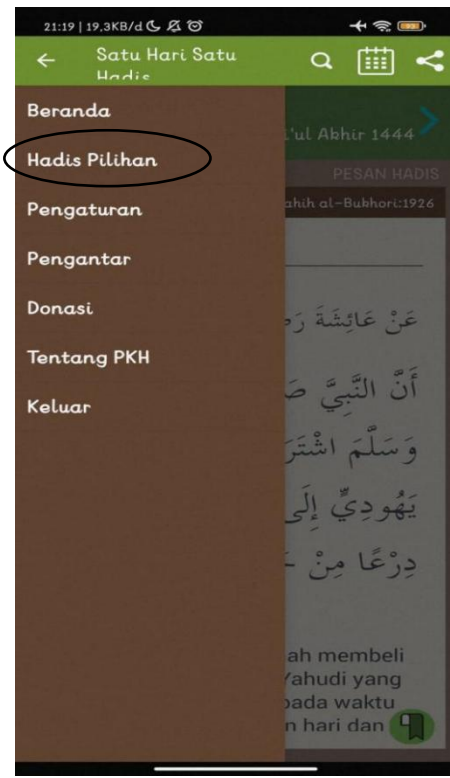 21:19 | 19,3KB/d
Satu Hari Satu
Hadis
Beranda
Hadis Pilihan
Pengaturan
Pengantar
Donasi
Tentang PKH
Keluar
'ul Akhir 1444
PESAN HADIS
ahih al-Bukhori:1926
عَنْ عَائِشَةَ رَضِ
أَنَّ النَّبِيَّ صَ
وَسَلَّمَ اشْتَرَ
يَهُودِيٍّ إِلَى
دِرْعًا مِنْ
ah membeli
Yahudi yang
pada waktu
n hari dan